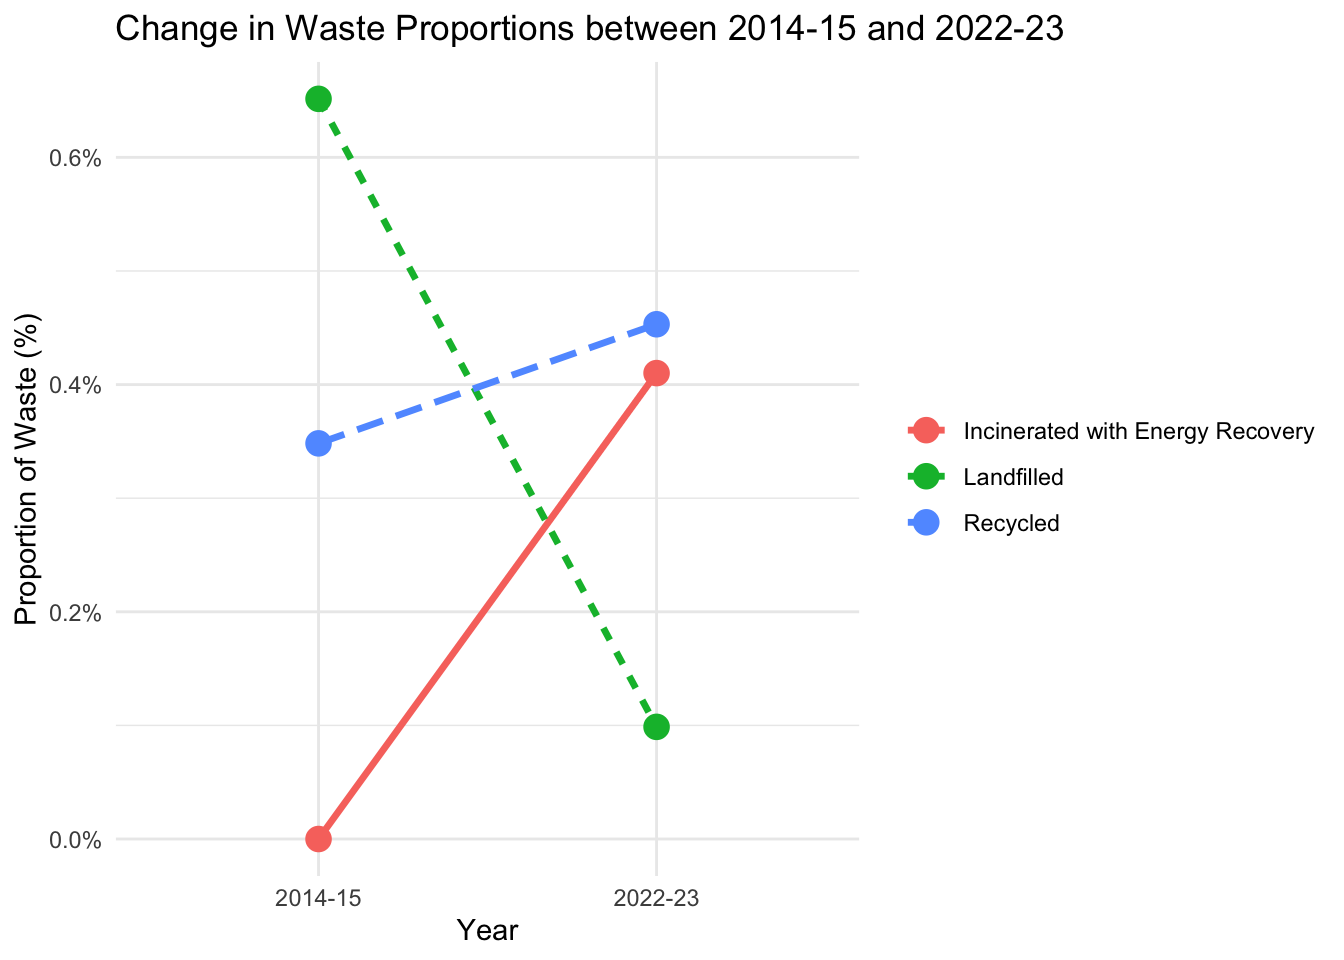 Change in Waste Proportions between 2014-15 and 2022-23
Proportion of Waste (%)
0.6%
0.4%
0.2%
0.0%
2014-15
2022-23
Year
Incinerated with Energy Recovery
Landfilled
Recycled